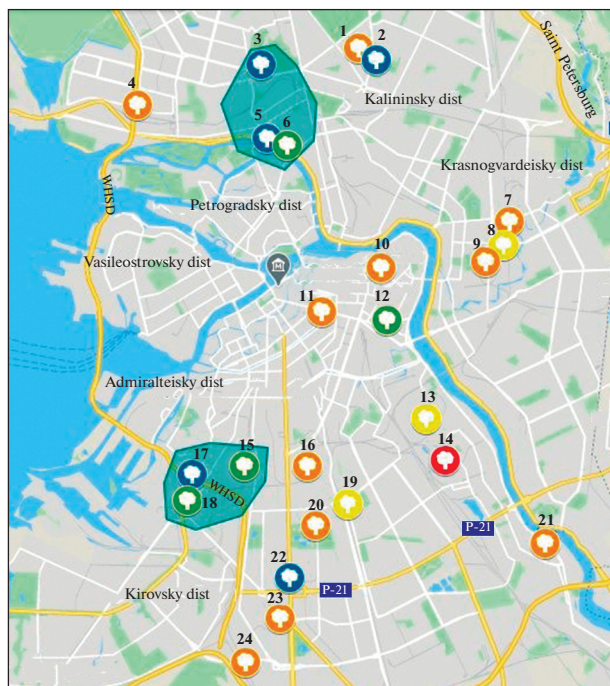 1
2
3
4
Saint Petersburg
Kalininsky dist
5
6
Krasnogvardeisky dist
WHSD
Petrogradsky dist
7
8
9
10
Vasileostrovsky dist
11
12
Admiralteisky dist
13
14
15
16
17
18
WHSD
19
20
P-21
21
22
P-21
Kirovsky dist
23
24